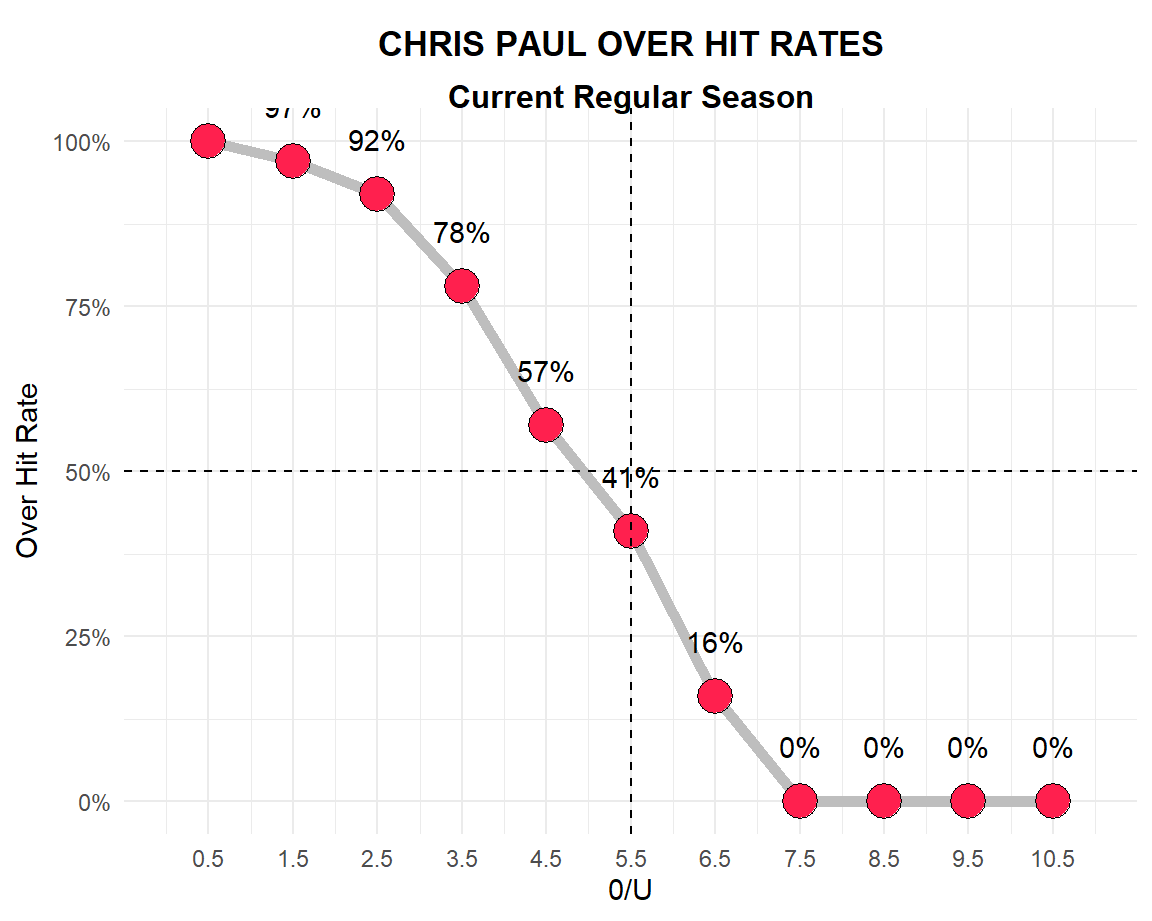 CHRIS PAUL OVER HIT RATES
Current Regular Season
97%
92%
78%
57%
41%
16%
0% 0% 0% 0%
100%
75%
50%
25%
0%
Over Hit Rate
0.5 1.5 2.5 3.5 4.5 5.5 6.5 7.5 8.5 9.5 10.5
0/U